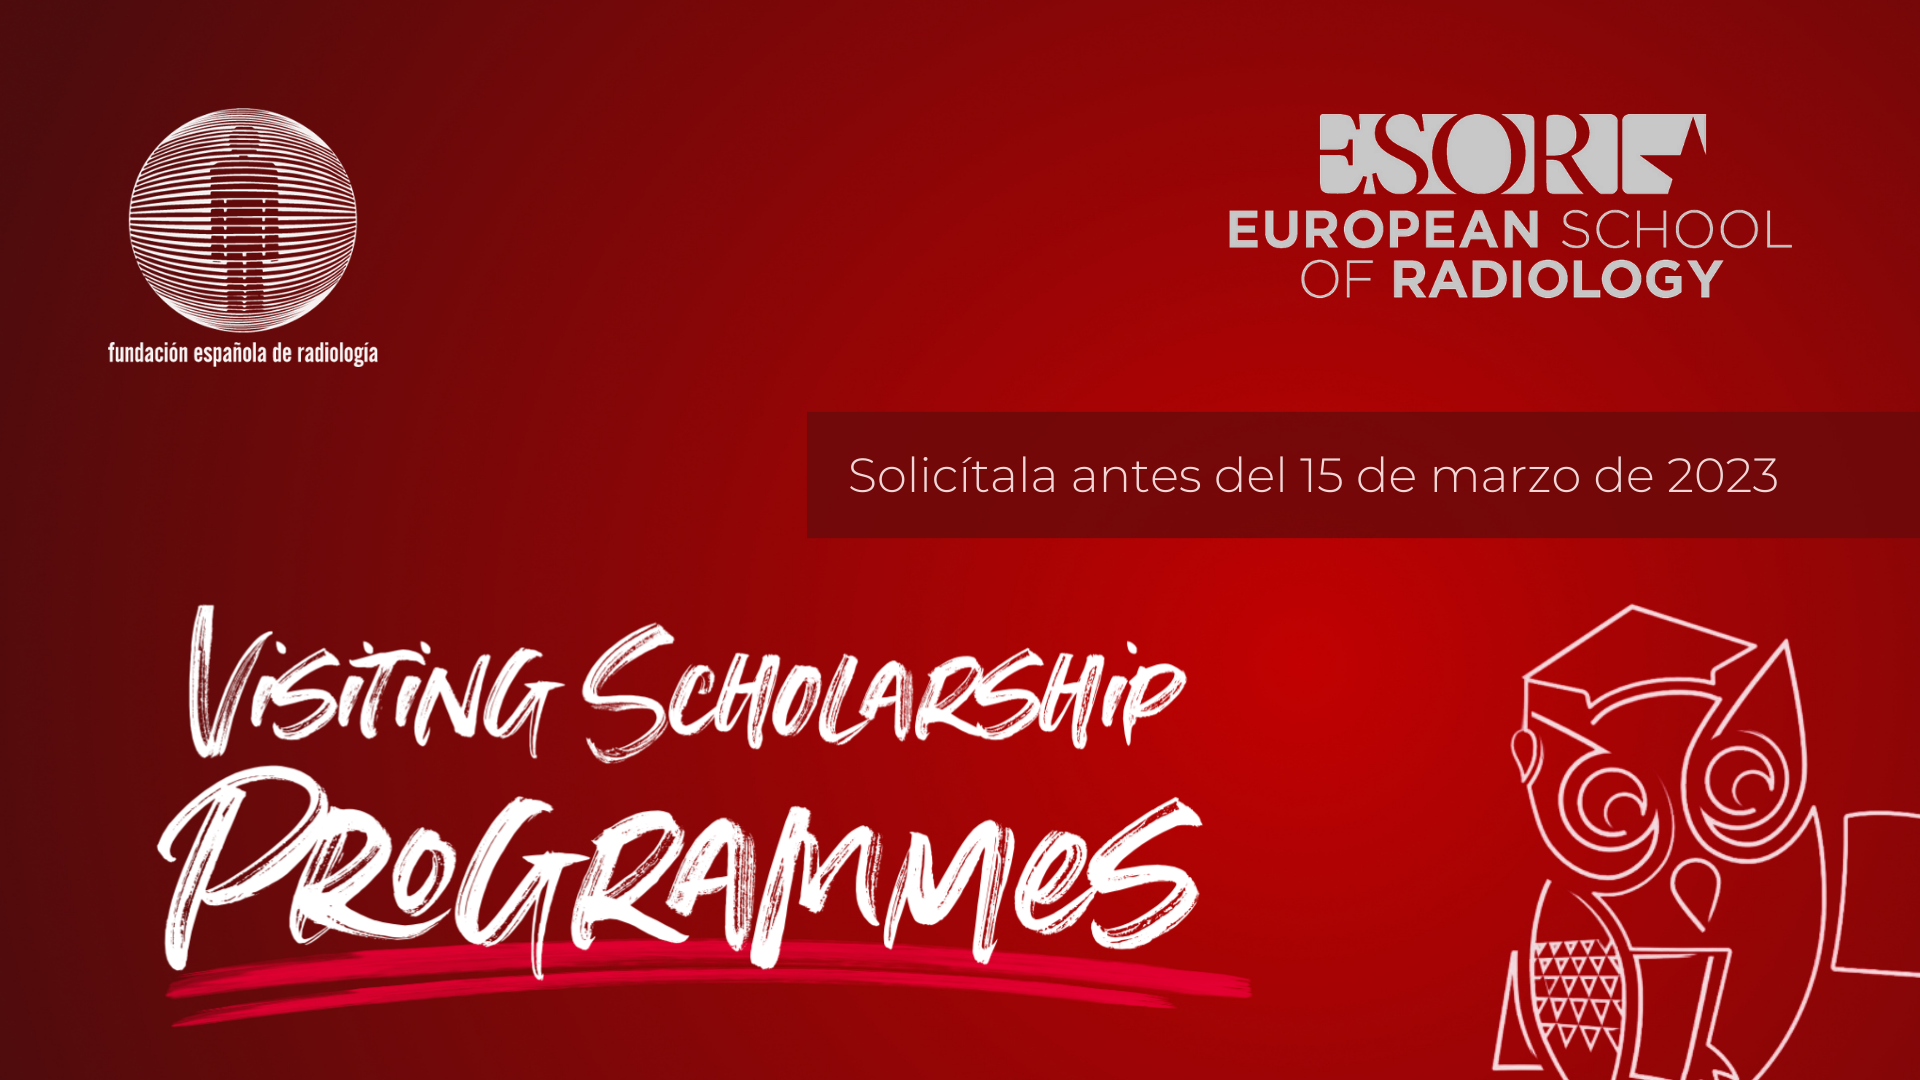 fundación española de radiología
ESOR
EUROPEAN SCHOOL
OF RADIOLOGY
Solicítala antes del 15 de marzo de 2023
VISITING SCHOLARSHIP
PROGRAMMES